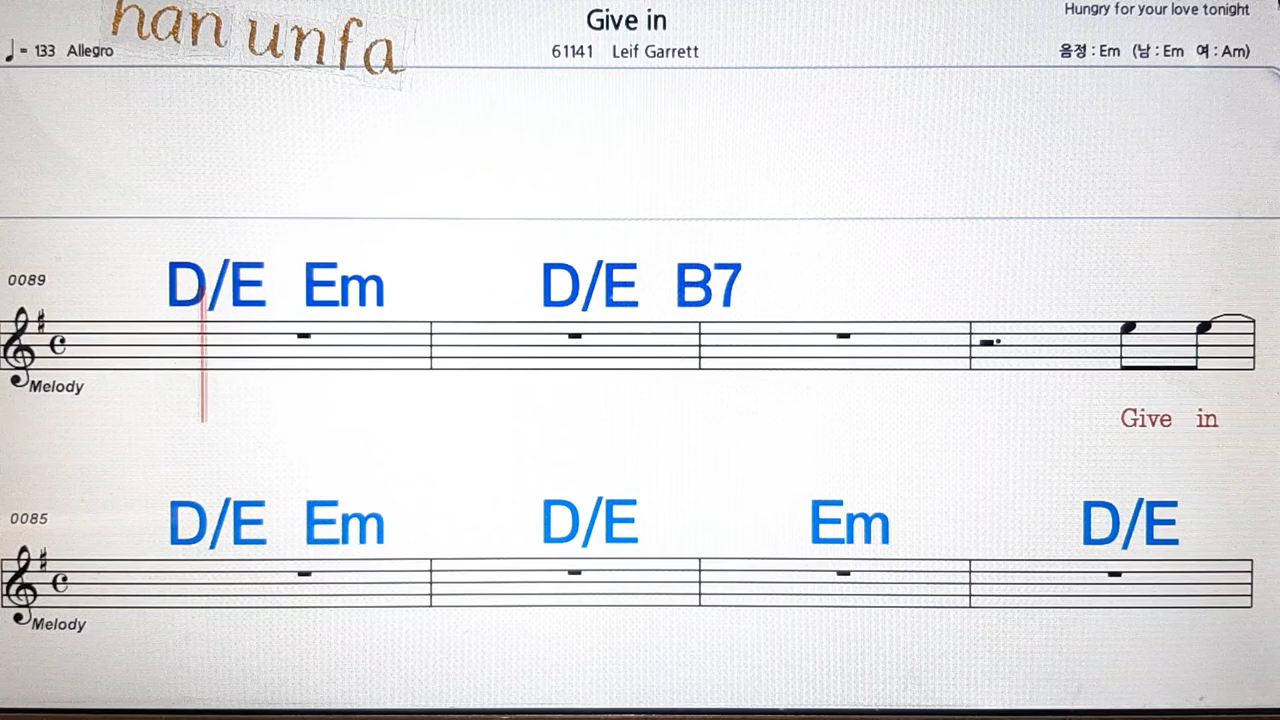 han unfa
Give in
Hungry for your love tonight
♩= 133 Allegro
61141 Leif Garrett
음정 : Em (남 : Em 여 : Am)
0089
D/E Em D/E B7
Melody
Give in
0085
D/E Em D/E Em D/E
Melody